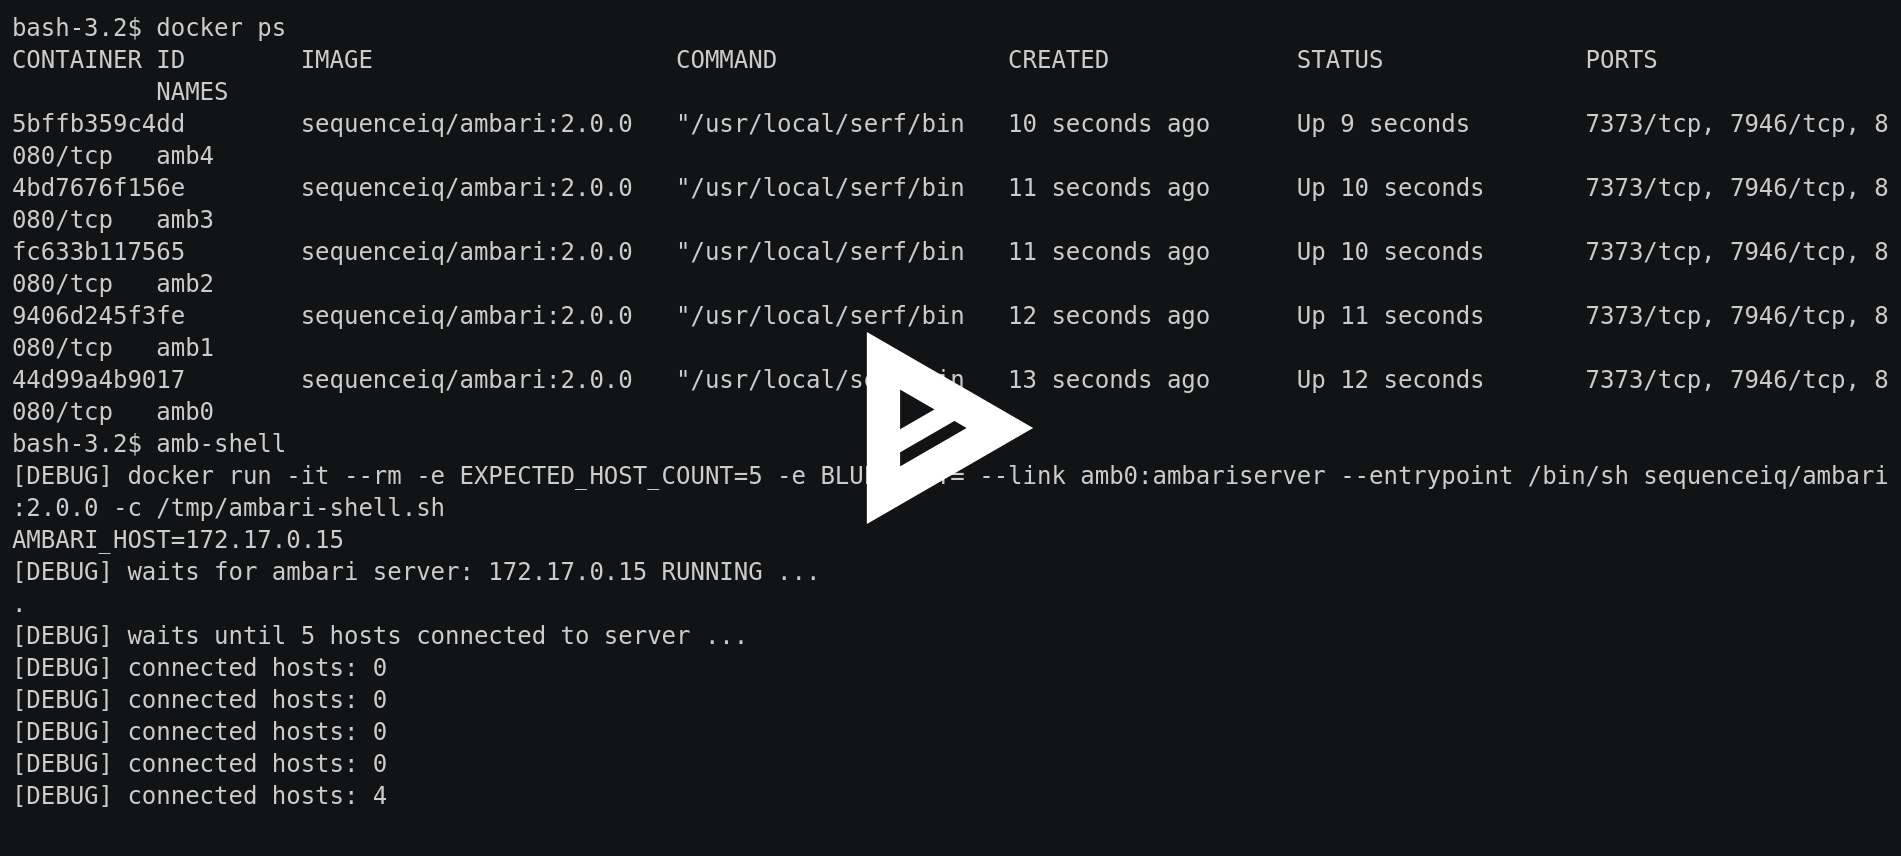 bash-3.2$ docker ps
CONTAINER ID        IMAGE                     COMMAND                CREATED             STATUS              PORTS
          NAMES
5bffb359c4dd        sequenceiq/ambari:2.0.0   "/usr/local/serf/bin   10 seconds ago      Up 9 seconds        7373/tcp, 7946/tcp, 8
080/tcp   amb4
4bd7676f156e        sequenceiq/ambari:2.0.0   "/usr/local/serf/bin   11 seconds ago      Up 10 seconds       7373/tcp, 7946/tcp, 8
080/tcp   amb3
fc633b117565        sequenceiq/ambari:2.0.0   "/usr/local/serf/bin   11 seconds ago      Up 10 seconds       7373/tcp, 7946/tcp, 8
080/tcp   amb2
9406d245f3fe        sequenceiq/ambari:2.0.0   "/usr/local/serf/bin   12 seconds ago      Up 11 seconds       7373/tcp, 7946/tcp, 8
080/tcp   amb1
44d99a4b9017        sequenceiq/ambari:2.0.0   "/usr/local/   13 seconds ago      Up 12 seconds       7373/tcp, 7946/tcp, 8
080/tcp   amb0
bash-3.2$ amb-shell
[DEBUG] docker run -it --rm -e EXPECTED_HOST_COUNT=5 -e --link amb0:ambariserver --entrypoint /bin/sh sequenceiq/ambari
:2.0.0 -c /tmp/ambari-shell.sh
AMBARI_HOST=172.17.0.15
[DEBUG] waits for ambari server: 172.17.0.15 RUNNING ...
.
[DEBUG] waits until 5 hosts connected to server ...
[DEBUG] connected hosts: 0
[DEBUG] connected hosts: 0
[DEBUG] connected hosts: 0
[DEBUG] connected hosts: 0
[DEBUG] connected hosts: 4